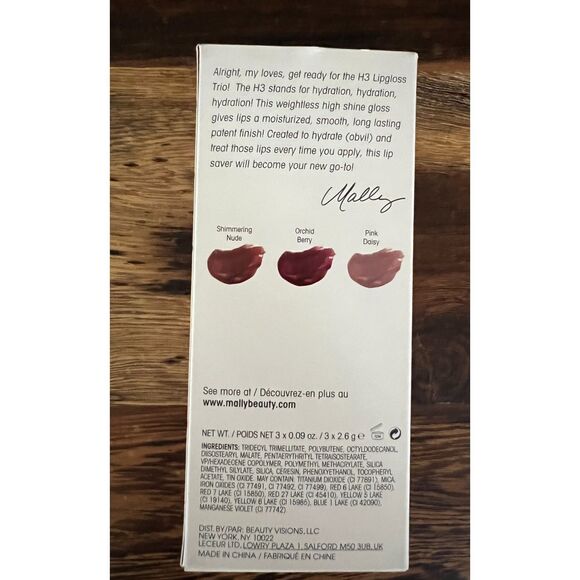 Alright, my loves, get ready for the H3 Lipgloss
Trio! The H3 stands for hydration, hydration,
hydration! This weightless high shine gloss
gives lips a moisturized, smooth, long lasting
patent finish! Created to hydrate (obvi!) and
treat those lips every time you apply, this lip
saver will become your new go-to!
Mally
Shimmering
Nude
Orchid
Berry
Pink
Daisy
See more at / Découvrez-en plus au
www.mallybeauty.com
NET WT. / POIDS NET 3 x 0.09 oz. / 3 x 2.6 g ℮
INGREDIENTS: TRIDECYL TRIMELLITATE, POLYBUTENE, OCTYLDODECANOL,
DIISOSTEARYL MALATE, PENTAERYTHRITYL TETRAISOSTEARATE,
VP/HEXADECENE COPOLYMER, POLYMETHYL METHACRYLATE, SILICA
DIMETHYL SILYLATE, SILICA, CERESIN, PHENOXYETHANOL, TOCOPHERYL
ACETATE, TIN OXIDE. MAY CONTAIN: TITANIUM DIOXIDE (CI 77891), MICA,
IRON OXIDES (CI 77491, CI 77492, CI 77499), RED 6 LAKE (CI 15850),
RED 7 LAKE (CI 15850), RED 27 LAKE (CI 45410), YELLOW 5 LAKE
(CI 19140), YELLOW 6 LAKE (CI 15985), BLUE 1 LAKE (CI 42090),
MANGANESE VIOLET (CI 77742)
DIST. BY/PAR: BEAUTY VISIONS, LLC
NEW YORK, NY 10022
LECEUR LTD, LOWRY PLAZA 1, SALFORD M50 3UB, UK
MADE IN CHINA / FABRIQUÉ EN CHINE